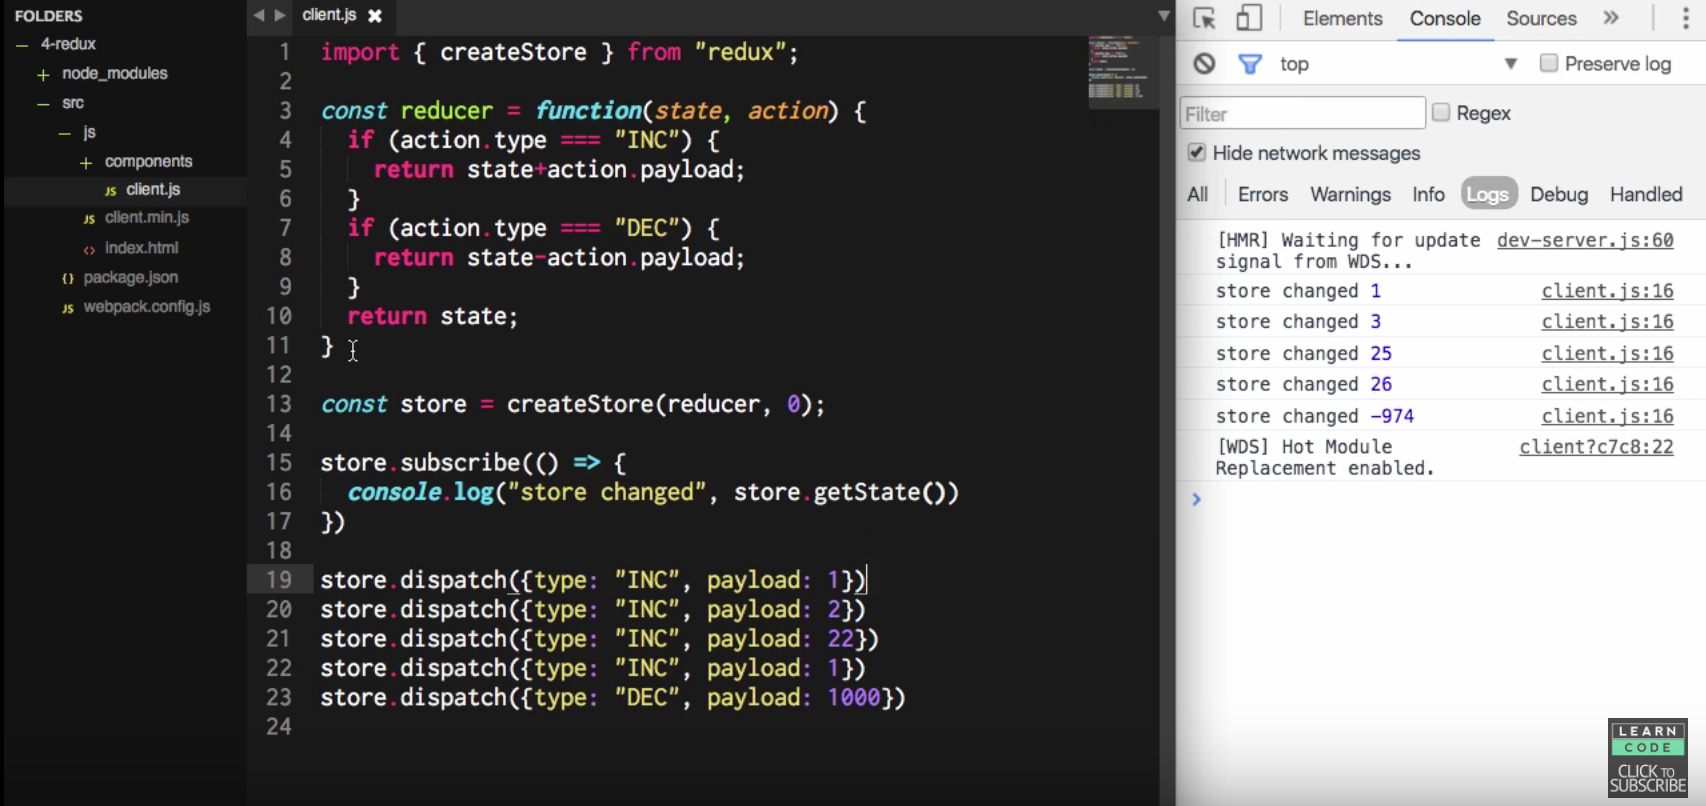 FOLDERS
4-redux
node_modules
src
js
components
JS client.js
JS client.min.js
<> index.html
{} package.json
JS webpack.config.js
client.js
1 import { createStore } from "redux";
2
3 const reducer = function(state, action) {
4 if (action.type === "INC") {
5 return state+action.payload;
6 }
7 if (action.type === "DEC") {
8 return state-action.payload;
9 }
10 return state;
11 }
12
13 const store = createStore(reducer, 0);
14
15 store.subscribe(() => {
16 console.log("store changed", store.getState())
17 })
18
19 store.dispatch({type: "INC", payload: 1})
20 store.dispatch({type: "INC", payload: 2})
21 store.dispatch({type: "INC", payload: 22})
22 store.dispatch({type: "INC", payload: 1})
23 store.dispatch({type: "DEC", payload: 1000})
24
Elements Console Sources »
top Preserve log
Filter Regex
Hide network messages
All Errors Warnings Info Logs Debug Handled
[HMR] Waiting for update dev-server.js:60
signal from WDS...
store changed 1 client.js:16
store changed 3 client.js:16
store changed 25 client.js:16
store changed 26 client.js:16
store changed -974 client.js:16
[WDS] Hot Module client?c7c8:22
Replacement enabled.
LEARN
CODE
CLICK TO
SUBSCRIBE